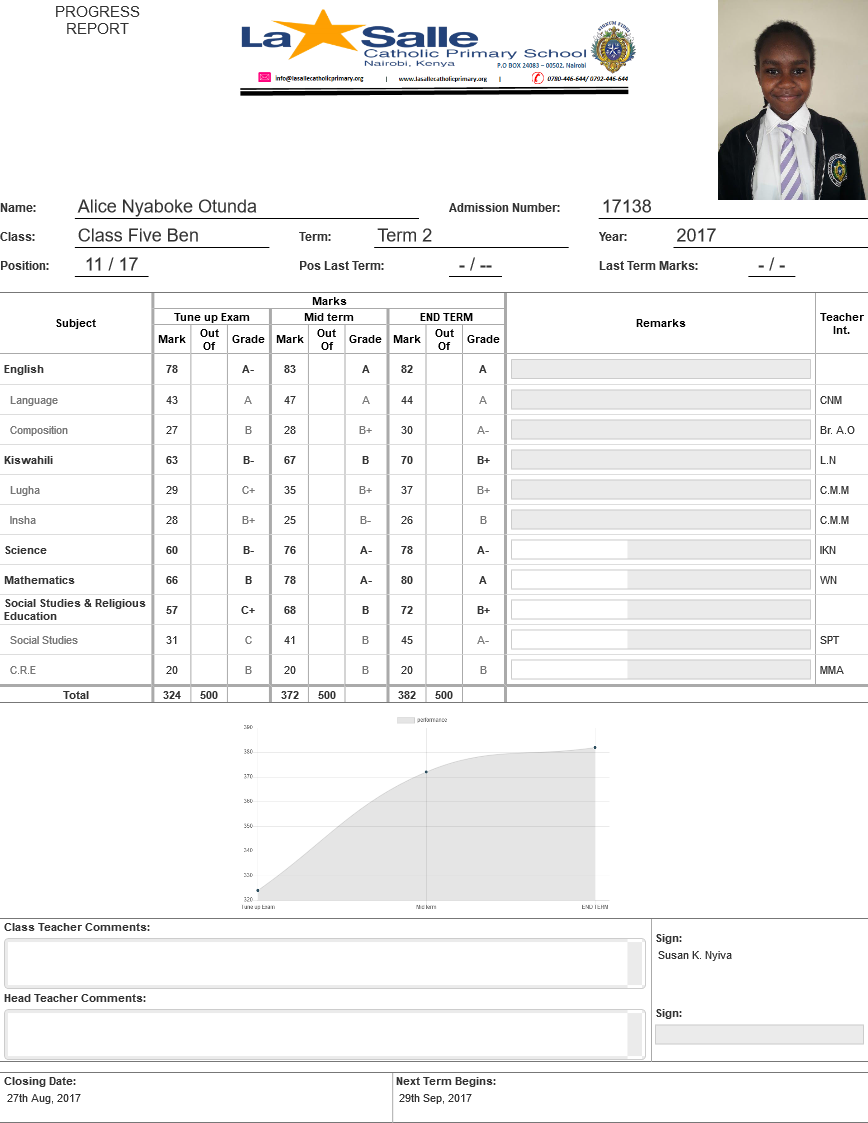 PROGRESS
REPORT
La Salle
Catholic Primary School
Nairobi, Kenya
P.O BOX 24083 – 00502, Nairobi
info@lasallecatholicprimary.org | www.lasallecatholicprimary.org | 0780-446-644/ 0792-446-644
Name: Alice Nyaboke Otunda Admission Number: 17138
Class: Class Five Ben Term: Term 2 Year: 2017
Position: 11 / 17 Pos Last Term: - / -- Last Term Marks: - / -
Subject Marks Remarks Teacher Int.
Tune up Exam Mid term END TERM
Mark Out Of Grade Mark Out Of Grade Mark Out Of Grade
English 78 A- 83 A 82 A
Language 43 A 47 A 44 A CNM
Composition 27 B 28 B+ 30 A- Br. A.O
Kiswahili 63 B- 67 B 70 B+ L.N
Lugha 29 C+ 35 B+ 37 B+ C.M.M
Insha 28 B+ 25 B- 26 B C.M.M
Science 60 B- 76 A- 78 A- IKN
Mathematics 66 B 78 A- 80 A WN
Social Studies & Religious Education 57 C+ 68 B 72 B+
Social Studies 31 C 41 B 45 A- SPT
C.R.E 20 B 20 B 20 B MMA
Total 324 500 372 500 382 500
performance
390
380
370
360
350
340
330
320
Tune up Exam Mid term END TERM
Class Teacher Comments:
Sign:
Susan K. Nyiva
Head Teacher Comments:
Sign:
Closing Date: Next Term Begins:
27th Aug, 2017 29th Sep, 2017